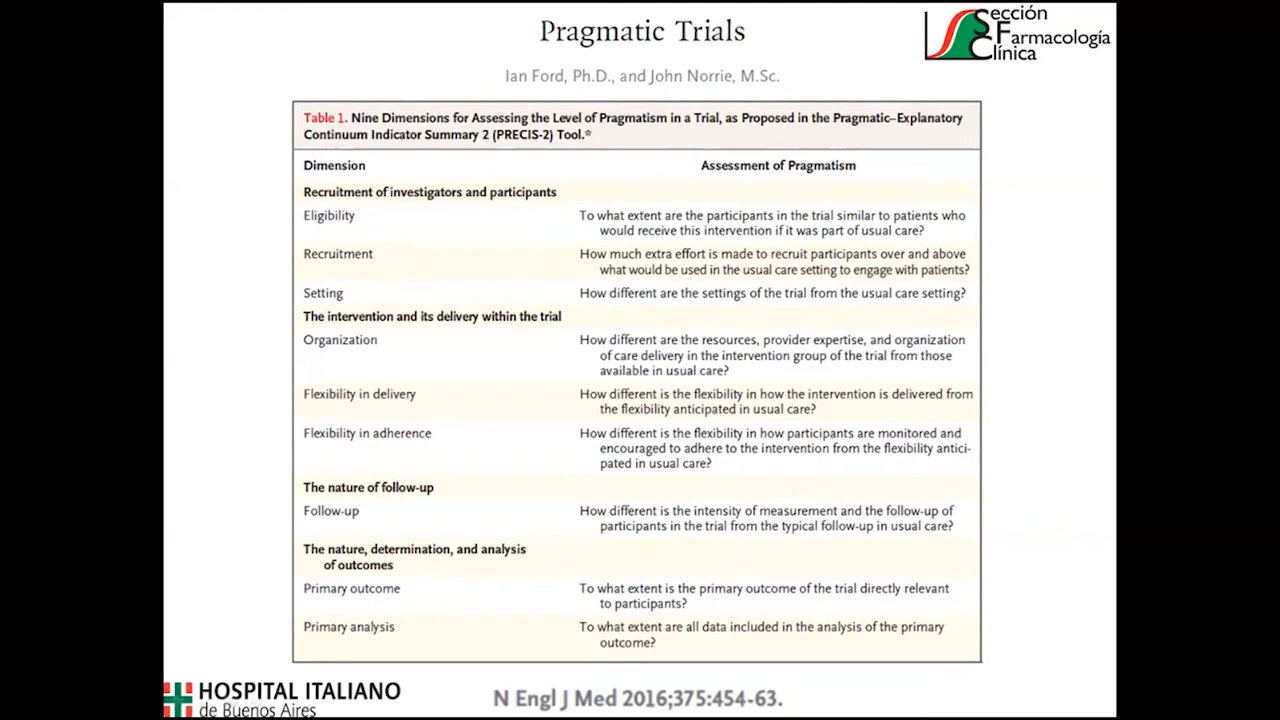 Pragmatic Trials
Sección
Farmacología
Clínica
Ian Ford, Ph.D., and John Norrie, M.Sc.
Table 1. Nine Dimensions for Assessing the Level of Pragmatism in a Trial, as Proposed in the Pragmatic–Explanatory
Continuum Indicator Summary 2 (PRECIS-2) Tool.*
Dimension Assessment of Pragmatism
Recruitment of investigators and participants
Eligibility To what extent are the participants in the trial similar to patients who
would receive this intervention if it was part of usual care?
Recruitment How much extra effort is made to recruit participants over and above
what would be used in the usual care setting to engage with patients?
Setting How different are the settings of the trial from the usual care setting?
The intervention and its delivery within the trial
Organization How different are the resources, provider expertise, and organization
of care delivery in the intervention group of the trial from those
available in usual care?
Flexibility in delivery How different is the flexibility in how the intervention is delivered from
the flexibility anticipated in usual care?
Flexibility in adherence How different is the flexibility in how participants are monitored and
encouraged to adhere to the intervention from the flexibility antici-
pated in usual care?
The nature of follow-up
Follow-up How different is the intensity of measurement and the follow-up of
participants in the trial from the typical follow-up in usual care?
The nature, determination, and analysis
of outcomes
Primary outcome To what extent is the primary outcome of the trial directly relevant
to participants?
Primary analysis To what extent are all data included in the analysis of the primary
outcome?
HOSPITAL ITALIANO
de Buenos Aires
N Engl J Med 2016;375:454-63.